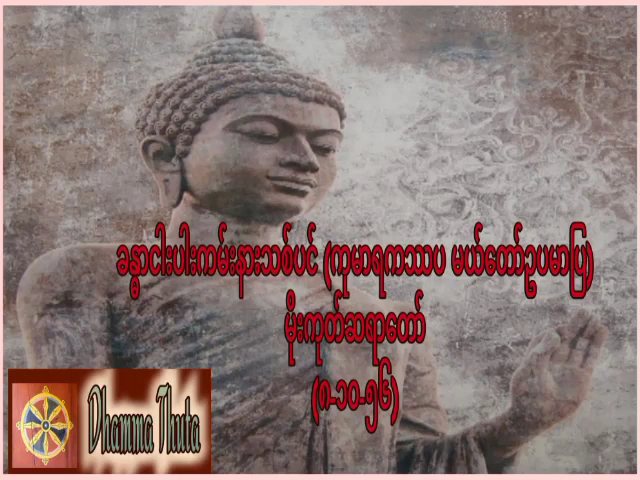 ခန္ဓာငါးပါးကမ်းနားသစ်ပင် (ကုမာရကဿပ မယ်တော်ဥပမာပြ)
မိုးကုတ်ဆရာတော်
(၈-၁၀-၅၆)
Dhamma Thuta